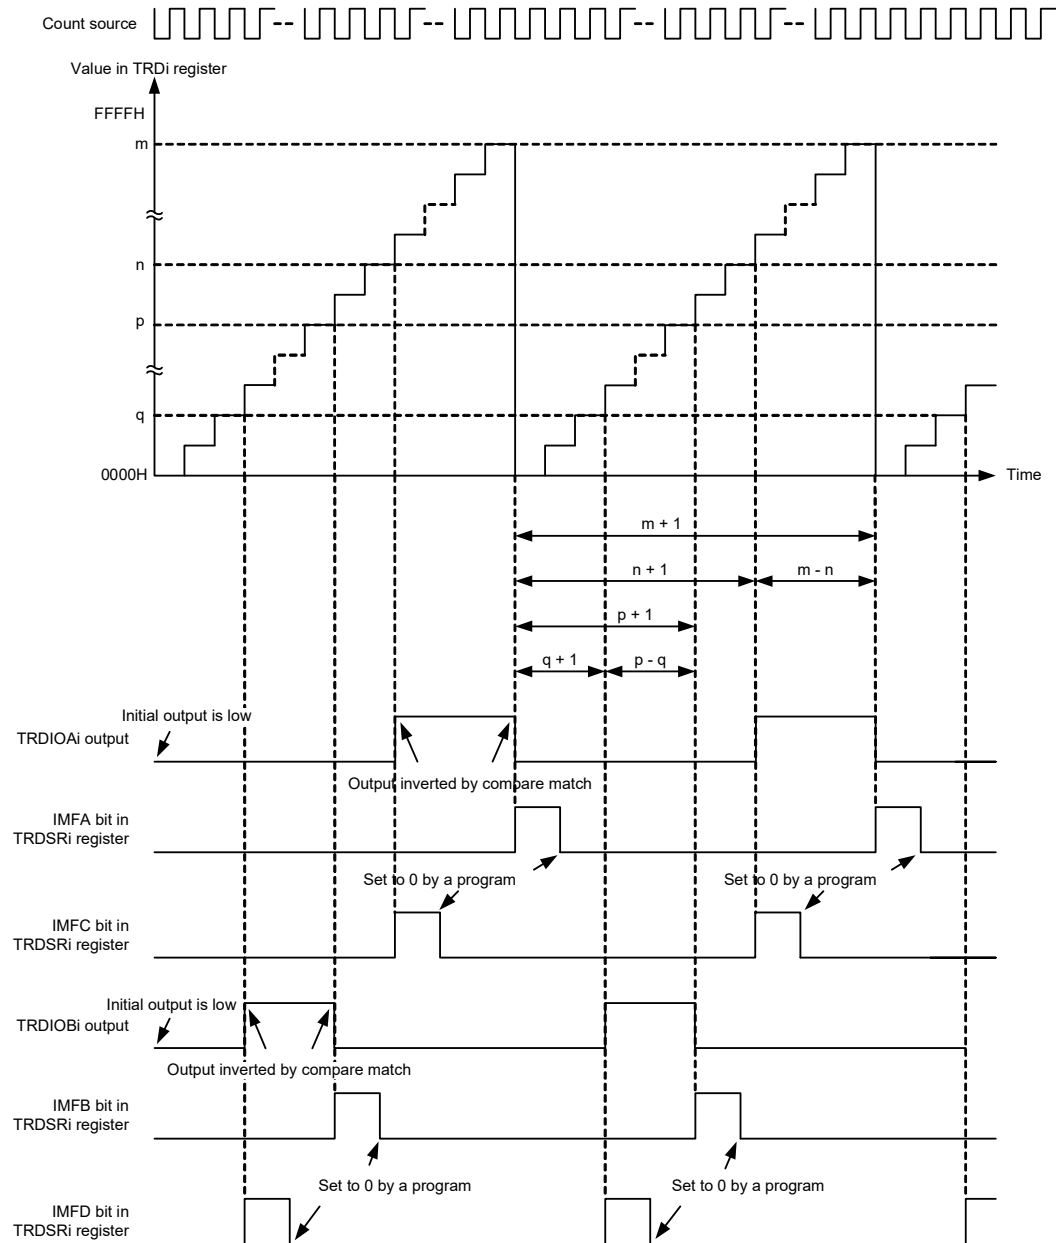 Count source
Value in TRDi register
FFFFH
m
n
p
q
0000H
Time
m + 1
n + 1
m - n
p + 1
q + 1
p - q
Initial output is low
TRDIOAi output
Output inverted by compare match
IMFA bit in
TRDSRi register
Set to 0 by a program
Set to 0 by a program
IMFC bit in
TRDSRi register
Initial output is low
TRDIOBi output
Output inverted by compare match
IMFB bit in
TRDSRi register
Set to 0 by a program
Set to 0 by a program
IMFD bit in
TRDSRi register